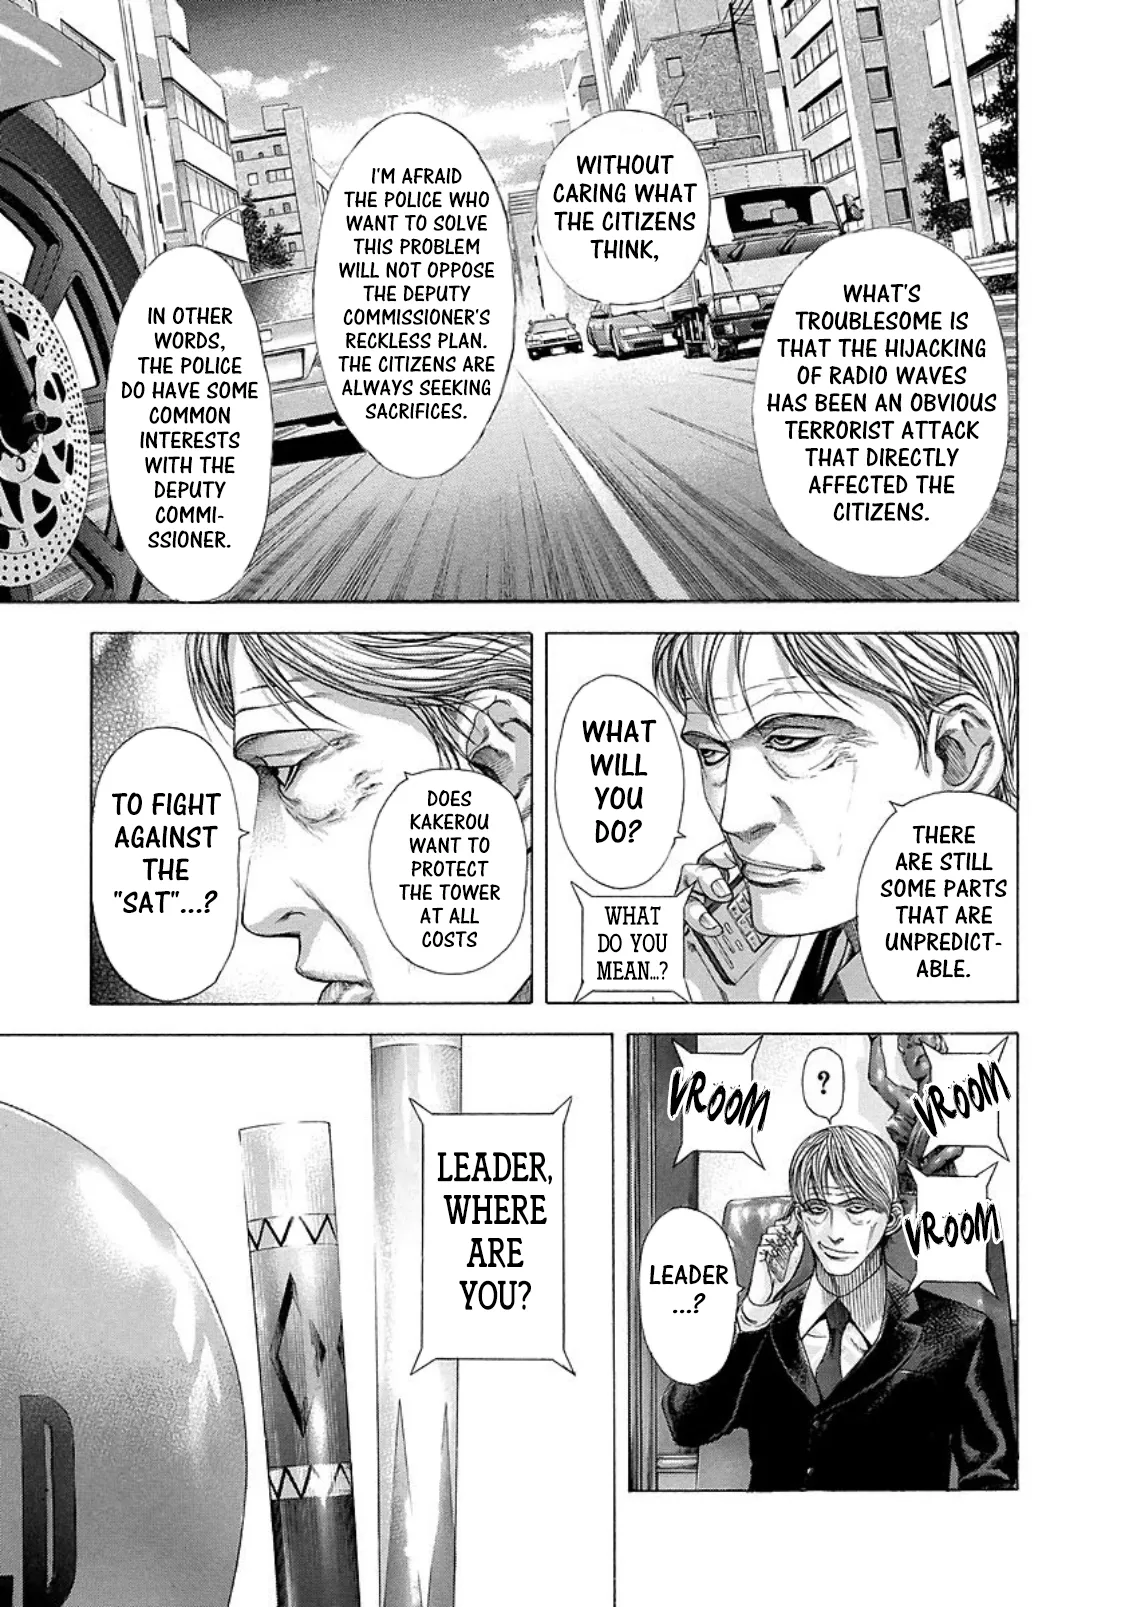 WHAT'S
TROUBLESOME IS
THAT THE HIJACKING
OF RADIO WAVES
HAS BEEN AN OBVIOUS
TERRORIST ATTACK
THAT DIRECTLY
AFFECTED THE
CITIZENS.
WITHOUT
CARING WHAT
THE CITIZENS
THINK,
I'M AFRAID
THE POLICE WHO
WANT TO SOLVE
THIS PROBLEM
WILL NOT OPPOSE
THE DEPUTY
COMMISSIONER'S
RECKLESS PLAN.
THE CITIZENS ARE
ALWAYS SEEKING
SACRIFICES.
IN OTHER
WORDS,
THE POLICE
DO HAVE SOME
COMMON
INTERESTS
WITH THE
DEPUTY
COMMI-
SSIONER.
THERE
ARE STILL
SOME PARTS
THAT ARE
UNPREDICT-
ABLE.
WHAT
WILL
YOU
DO?
WHAT
DO YOU
MEAN...?
DOES
KAKEROU
WANT TO
PROTECT
THE TOWER
AT ALL
COSTS
TO FIGHT
AGAINST
THE
"SAT"...?
VROOM
?
VROOM
VROOM
LEADER
...?
LEADER,
WHERE
ARE
YOU?
LD